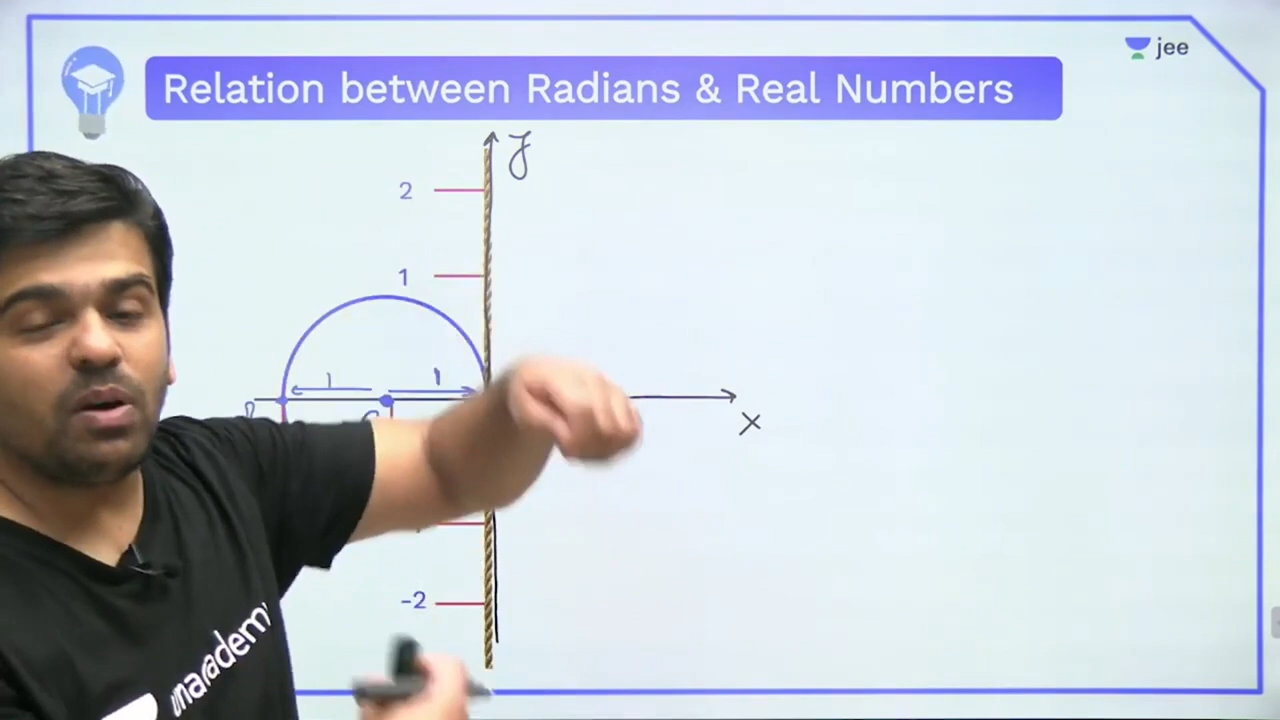 jee
Relation between Radians & Real Numbers
y
2
1
1 1
x
-2
unacademy